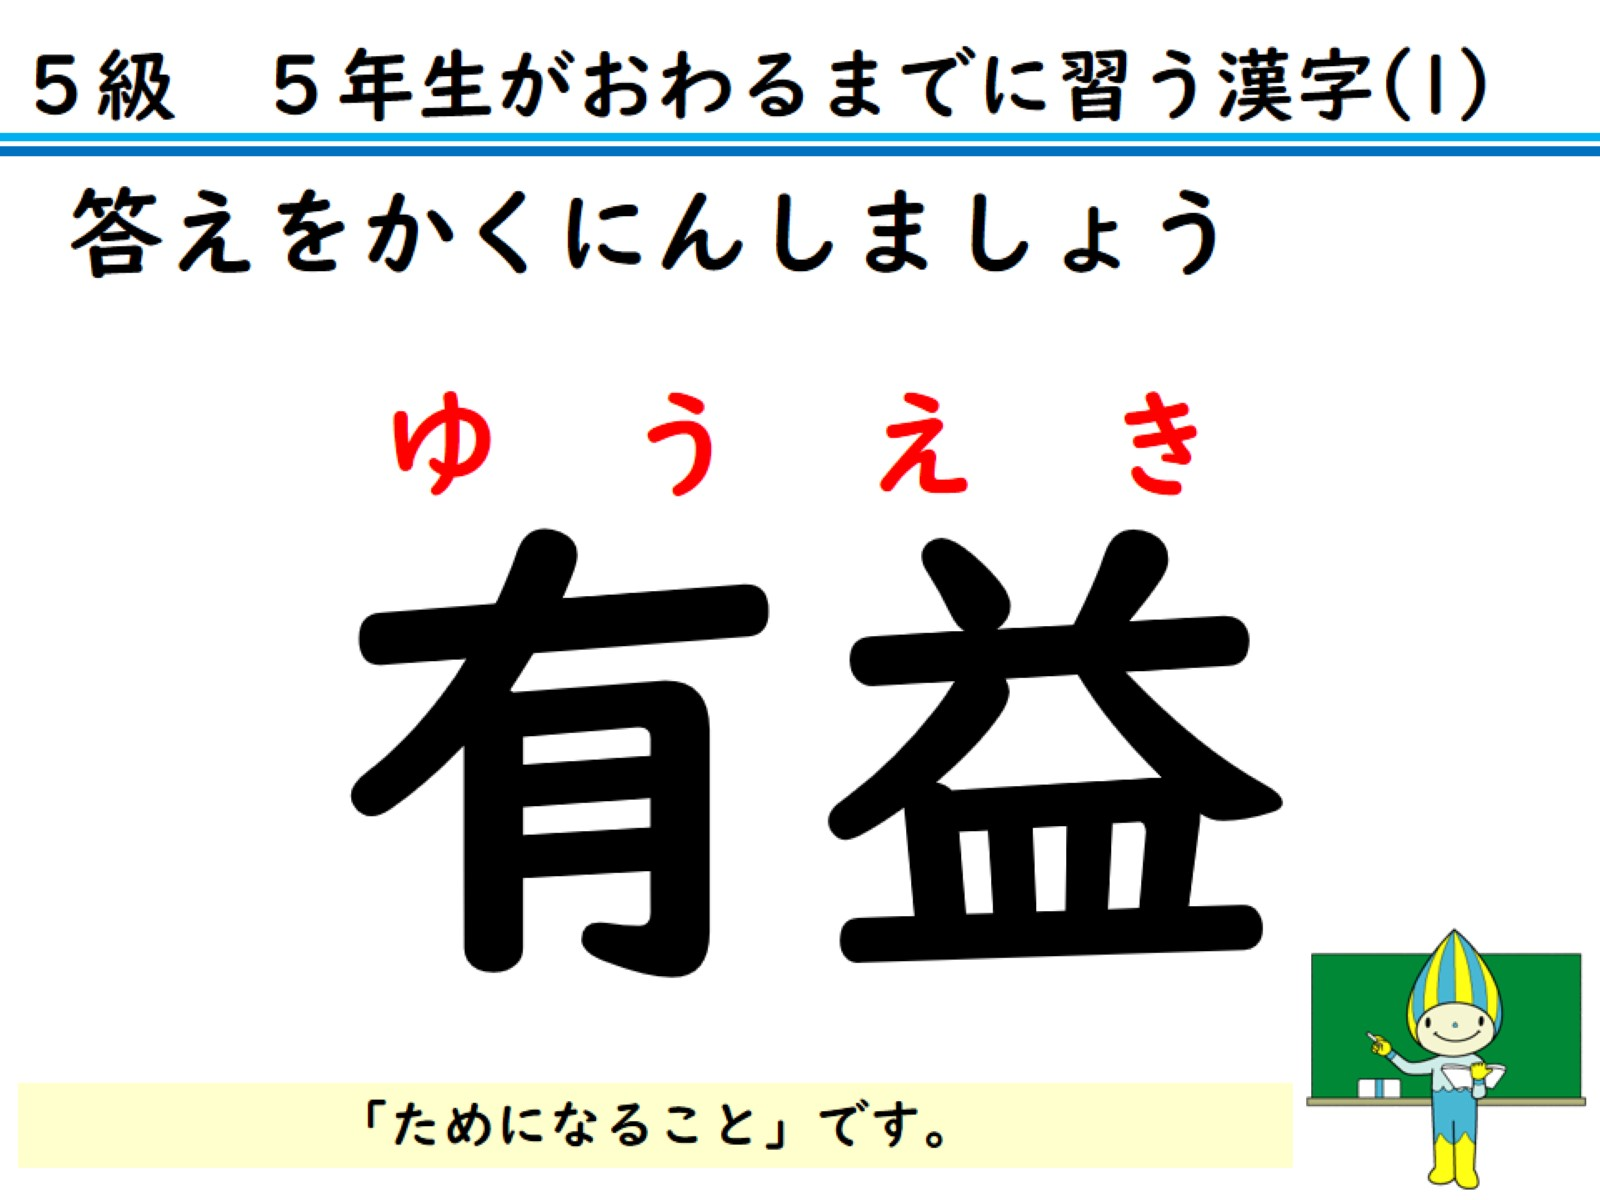 ５級　５年生がおわるまでに習う漢字(1)
答えをかくにんしましょう
ゆうえき
有益
「ためになること」です。